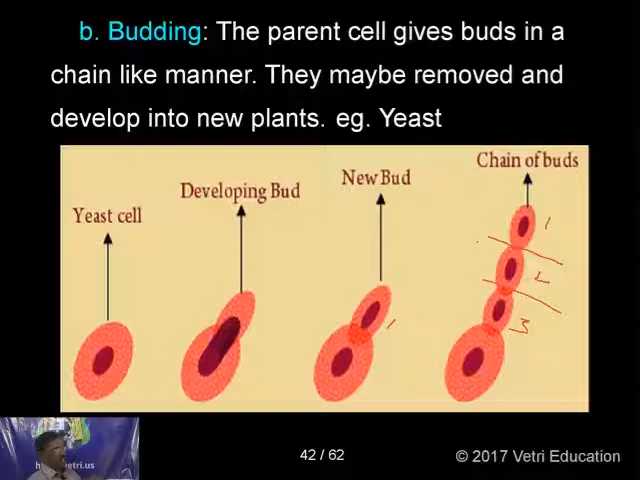 b. Budding: The parent cell gives buds in a
chain like manner. They maybe removed and
develop into new plants. eg. Yeast
Chain of buds
New Bud
Developing Bud
Yeast cell
1
2
3
1
42 / 62
© 2017 Vetri Education